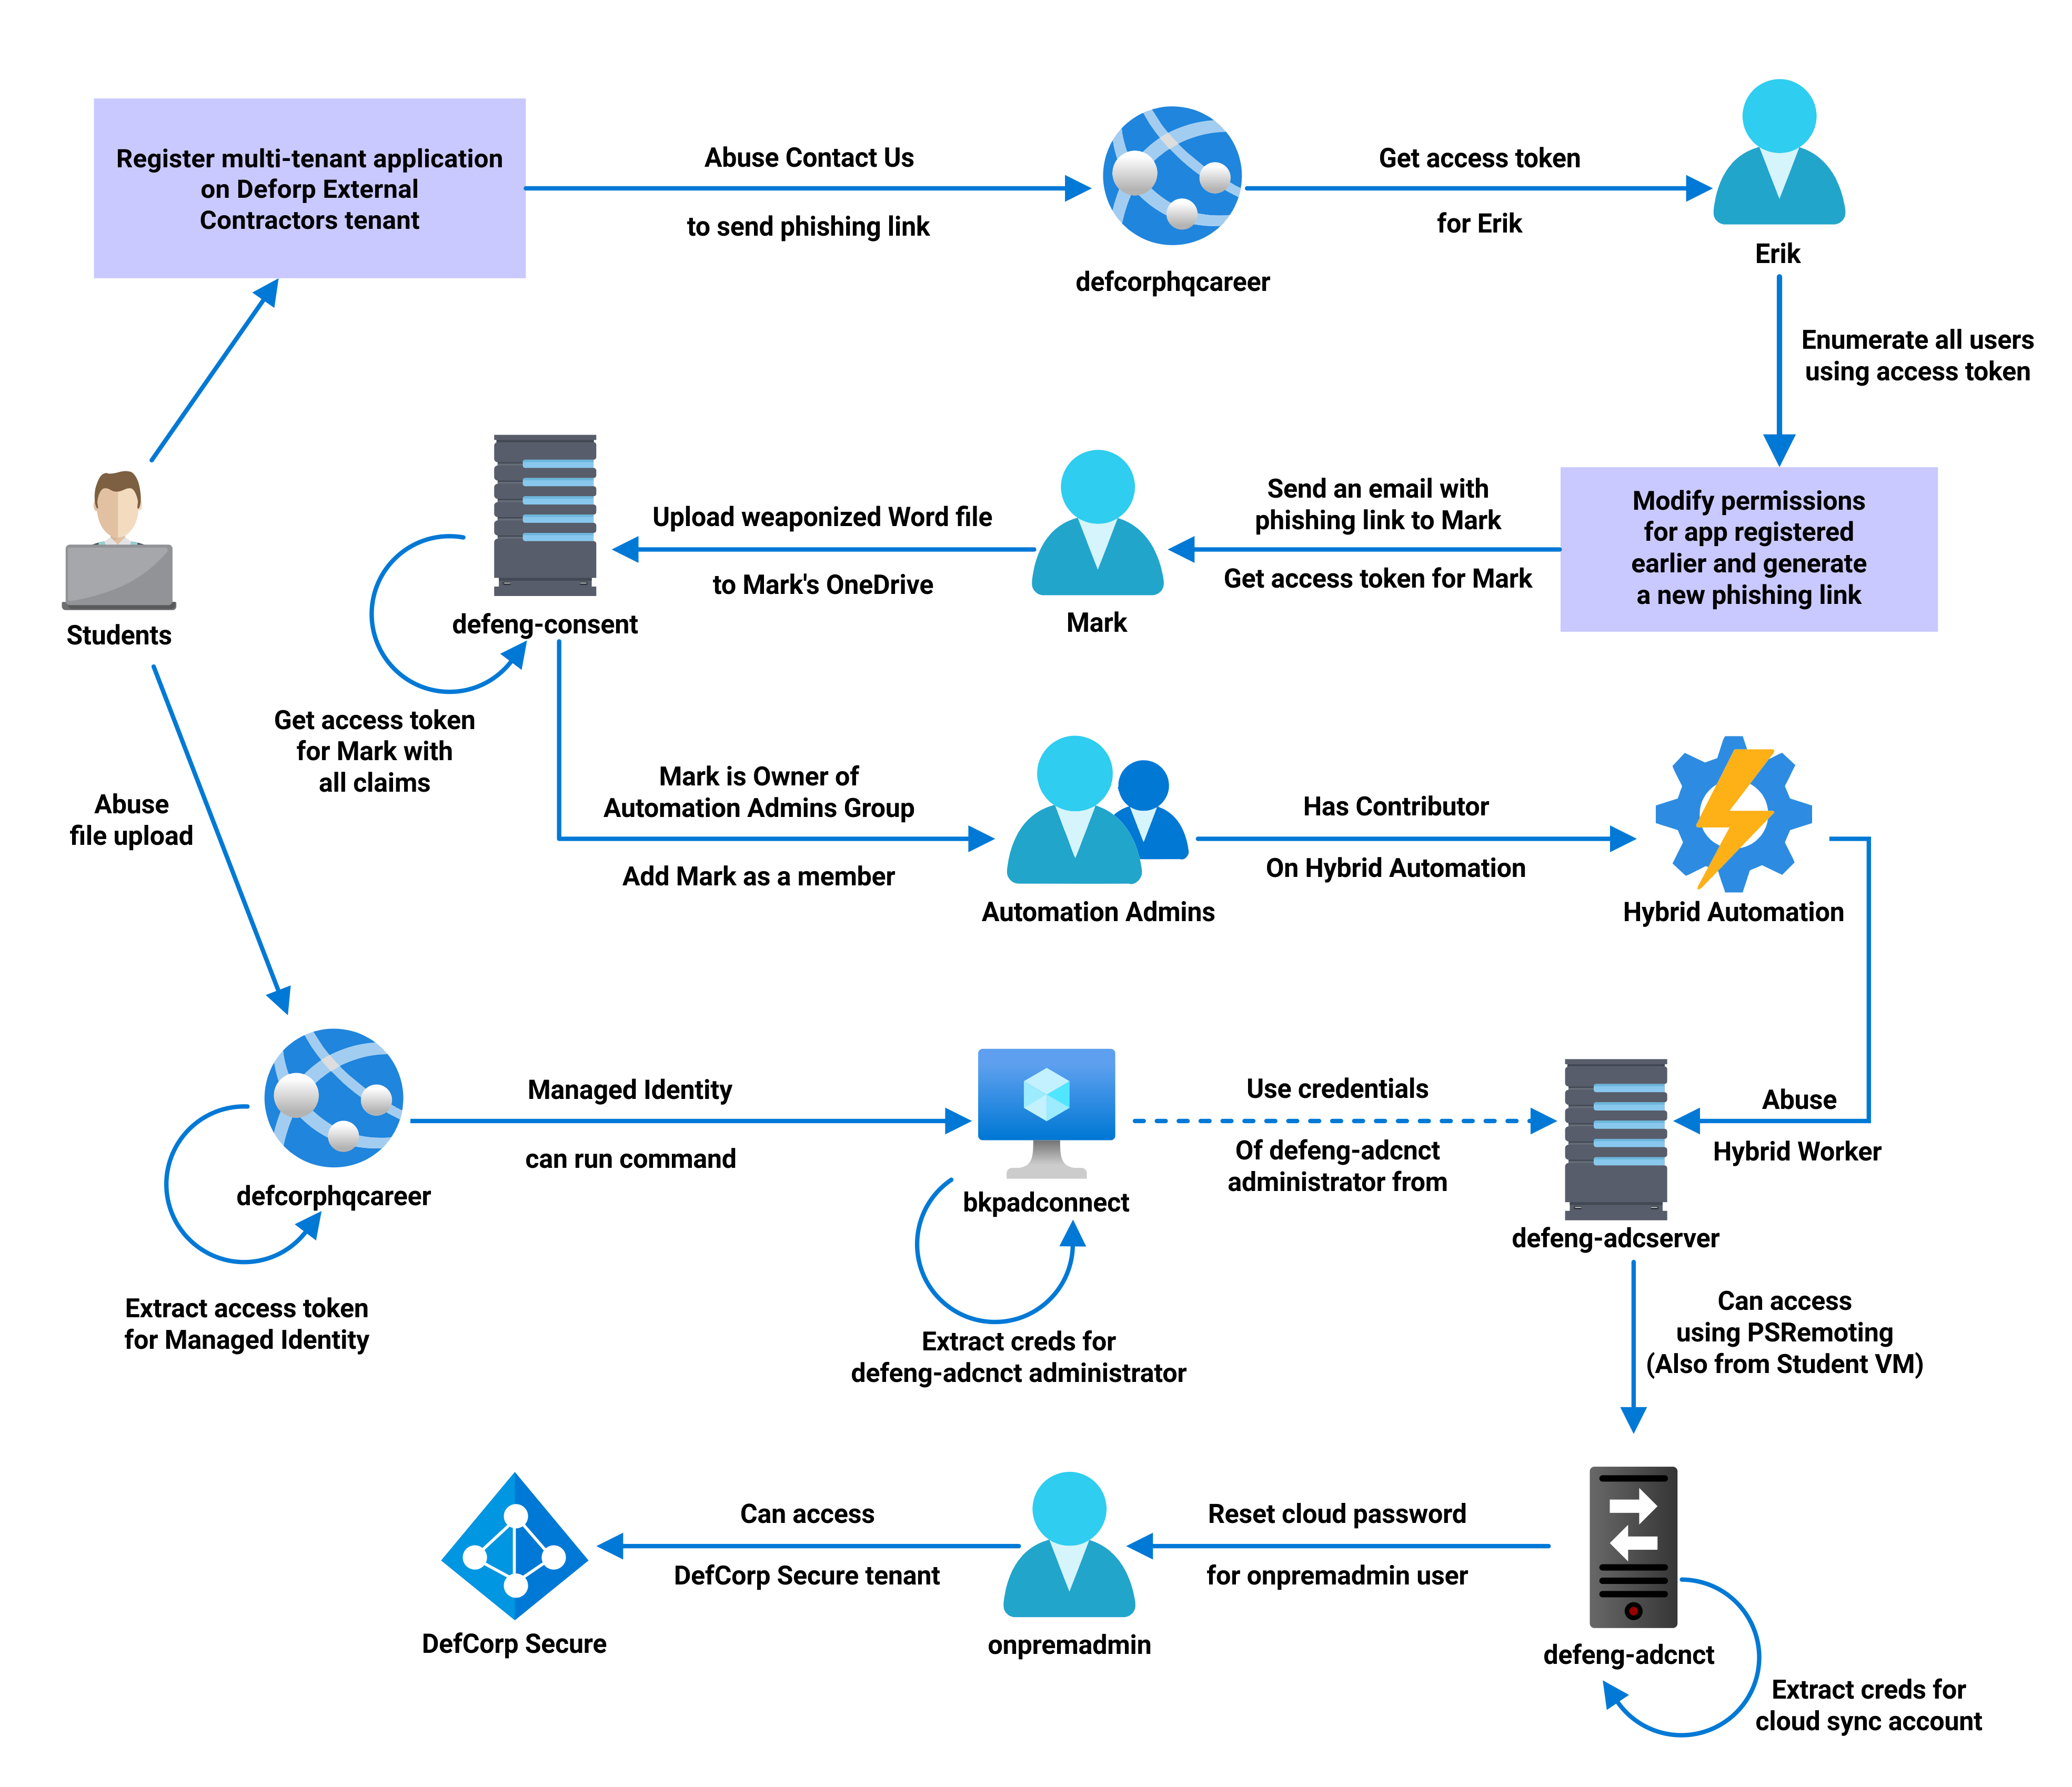 Register multi-tenant application
on Deforp External
Contractors tenant
Abuse Contact Us
to send phishing link
defcorphqcareer
Get access token
for Erik
Erik
Enumerate all users
using access token
Modify permissions
for app registered
earlier and generate
a new phishing link
Send an email with
phishing link to Mark
Get access token for Mark
Mark
Upload weaponized Word file
to Mark's OneDrive
defeng-consent
Get access token
for Mark with
all claims
Students
Abuse
file upload
Mark is Owner of
Automation Admins Group
Add Mark as a member
Automation Admins
Has Contributor
On Hybrid Automation
Hybrid Automation
Abuse
Hybrid Worker
defcorphqcareer
Extract access token
for Managed Identity
Managed Identity
can run command
bkpadconnect
Extract creds for
defeng-adcnct administrator
Use credentials
Of defeng-adcnct
administrator from
defeng-adcserver
Can access
using PSRemoting
(Also from Student VM)
defeng-adcnct
Extract creds for
cloud sync account
Reset cloud password
for onpremadmin user
onpremadmin
Can access
DefCorp Secure tenant
DefCorp Secure